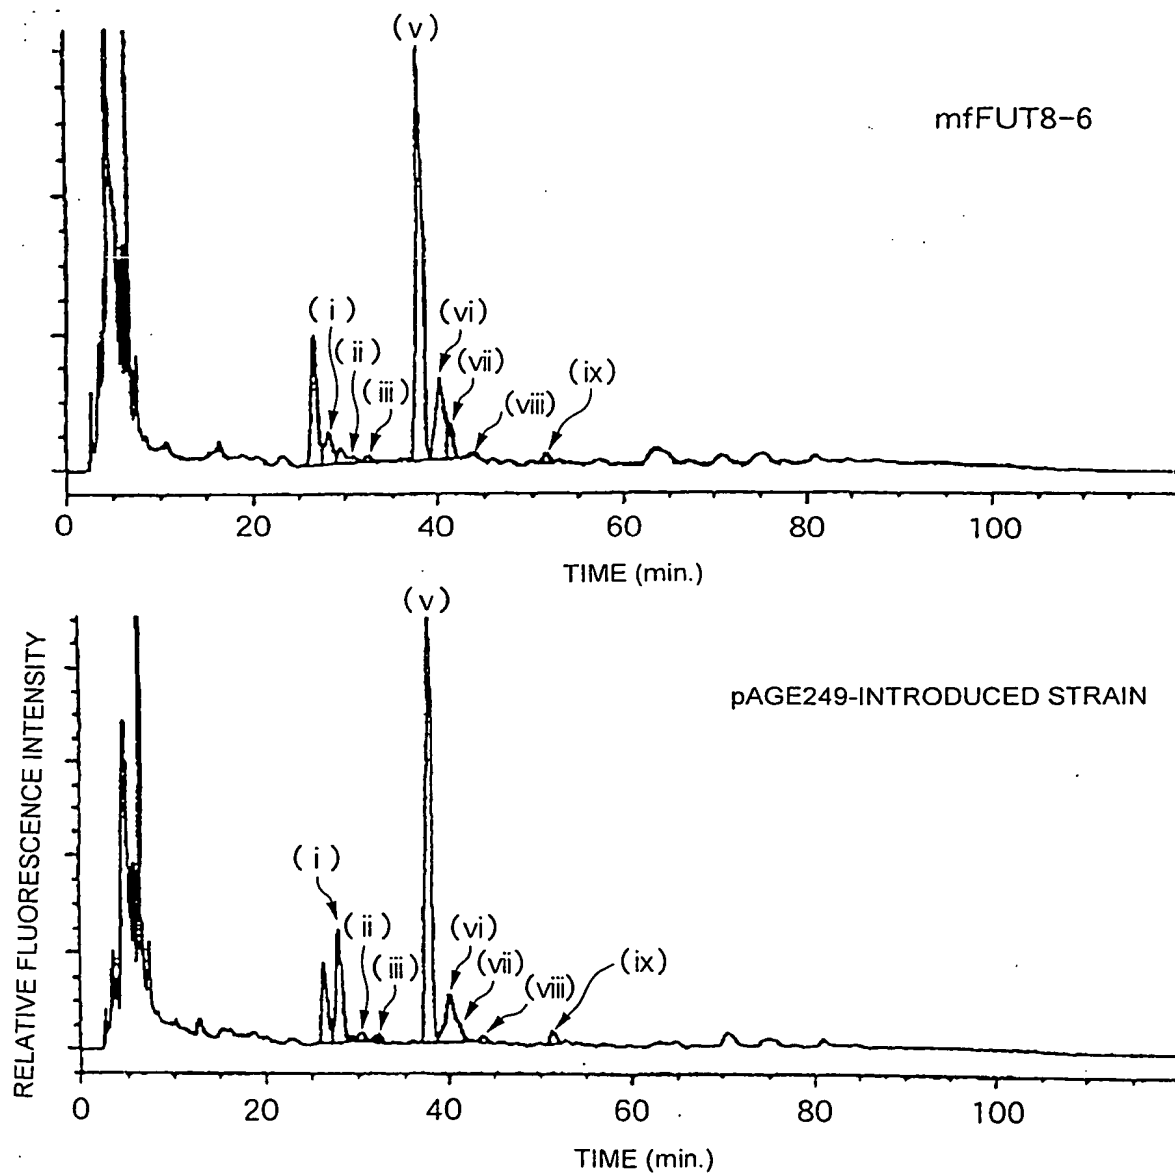 (v)
mfFUT8-6
(i)
(ii)
(iii)
(vi)
(vii)
(viii)
(ix)
0 20 40 60 80 100
TIME (min.)
(v)
RELATIVE FLUORESCENCE INTENSITY
pAGE249-INTRODUCED STRAIN
(i)
(ii)
(iii)
(vi)
(vii)
(viii)
(ix)
0 20 40 60 80 100
TIME (min.)